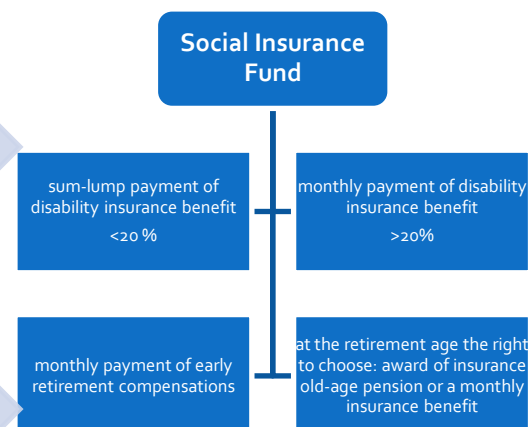 Social Insurance
Fund
sum-lump payment of
disability insurance benefit
<20 %
monthly payment of disability
insurance benefit
>20%
monthly payment of early
retirement compensations
at the retirement age the right
to choose: award of insurance
old-age pension or a monthly
insurance benefit